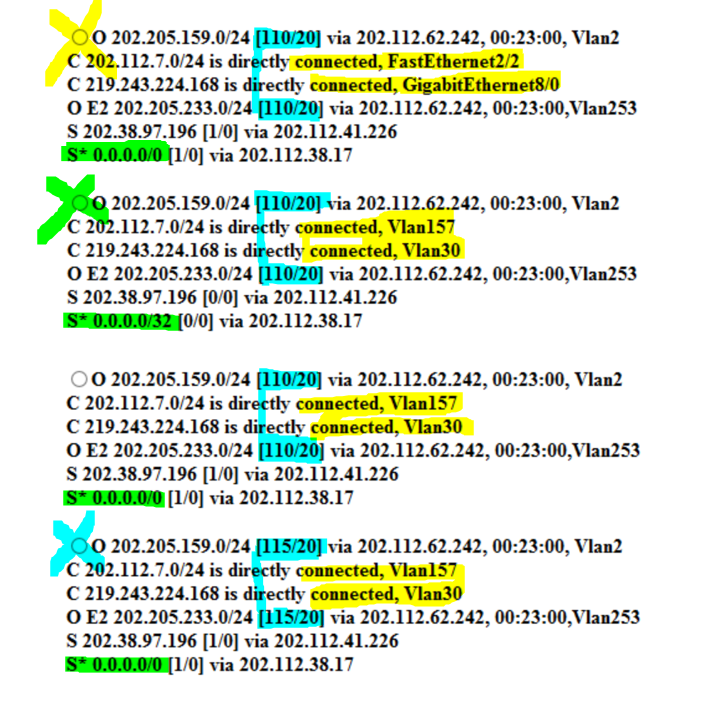 O 202.205.159.0/24 [110/20] via 202.112.62.242, 00:23:00, Vlan2
C 202.112.7.0/24 is directly connected, FastEthernet2/2
C 219.243.224.168 is directly connected, GigabitEthernet8/0
O E2 202.205.233.0/24 [110/20] via 202.112.62.242, 00:23:00,Vlan253
S 202.38.97.196 [1/0] via 202.112.41.226
S* 0.0.0.0/0 [1/0] via 202.112.38.17
O 202.205.159.0/24 [110/20] via 202.112.62.242, 00:23:00, Vlan2
C 202.112.7.0/24 is directly connected, Vlan157
C 219.243.224.168 is directly connected, Vlan30
O E2 202.205.233.0/24 [110/20] via 202.112.62.242, 00:23:00,Vlan253
S 202.38.97.196 [0/0] via 202.112.41.226
S* 0.0.0.0/32 [0/0] via 202.112.38.17
O 202.205.159.0/24 [110/20] via 202.112.62.242, 00:23:00, Vlan2
C 202.112.7.0/24 is directly connected, Vlan157
C 219.243.224.168 is directly connected, Vlan30
O E2 202.205.233.0/24 [110/20] via 202.112.62.242, 00:23:00,Vlan253
S 202.38.97.196 [1/0] via 202.112.41.226
S* 0.0.0.0/0 [1/0] via 202.112.38.17
O 202.205.159.0/24 [115/20] via 202.112.62.242, 00:23:00, Vlan2
C 202.112.7.0/24 is directly connected, Vlan157
C 219.243.224.168 is directly connected, Vlan30
O E2 202.205.233.0/24 [115/20] via 202.112.62.242, 00:23:00,Vlan253
S 202.38.97.196 [1/0] via 202.112.41.226
S* 0.0.0.0/0 [1/0] via 202.112.38.17